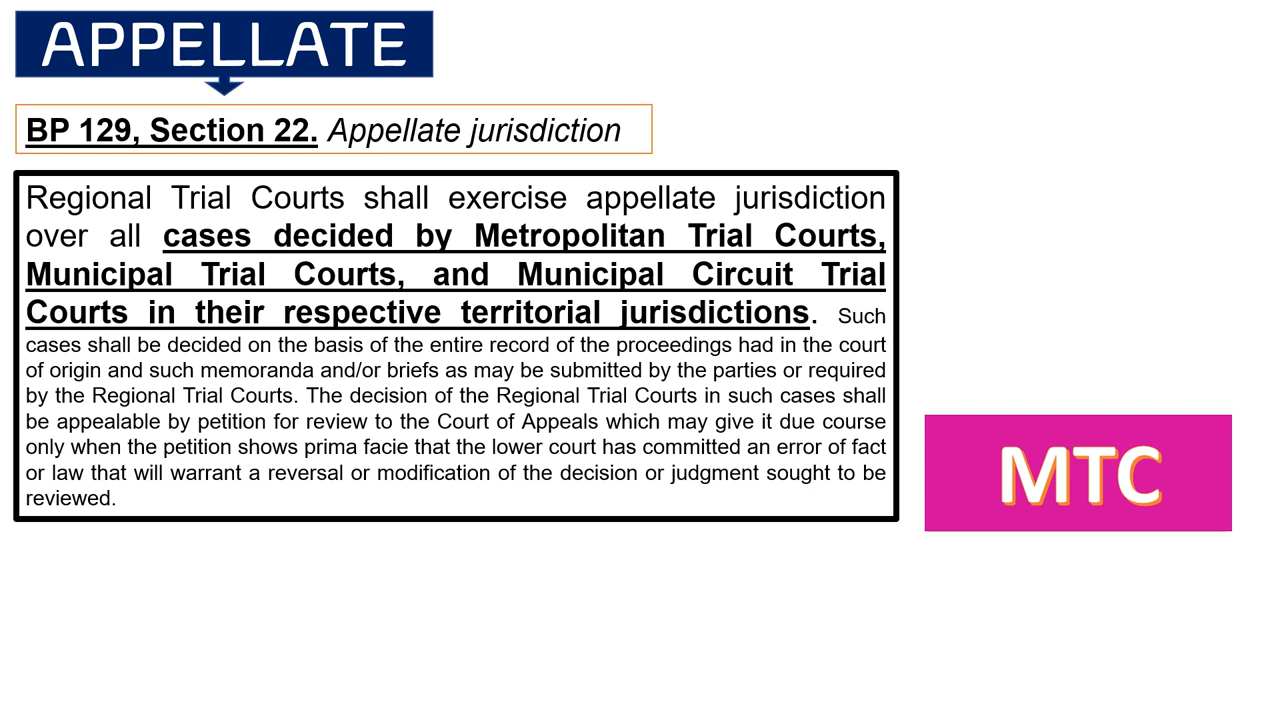 APPELLATE
BP 129, Section 22. Appellate jurisdiction
Regional Trial Courts shall exercise appellate jurisdiction
over all cases decided by Metropolitan Trial Courts,
Municipal Trial Courts, and Municipal Circuit Trial
Courts in their respective territorial jurisdictions. Such
cases shall be decided on the basis of the entire record of the proceedings had in the court
of origin and such memoranda and/or briefs as may be submitted by the parties or required
by the Regional Trial Courts. The decision of the Regional Trial Courts in such cases shall
be appealable by petition for review to the Court of Appeals which may give it due course
only when the petition shows prima facie that the lower court has committed an error of fact
or law that will warrant a reversal or modification of the decision or judgment sought to be
reviewed.
MTC